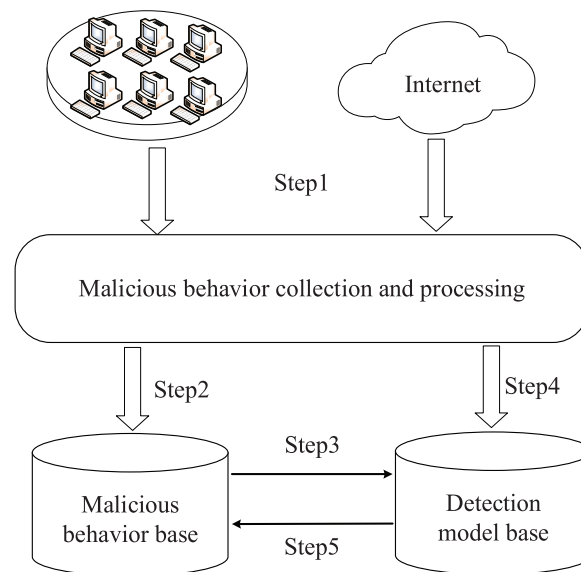 Internet
Step1
Malicious behavior collection and processing
Step2
Step4
Step3
Malicious
behavior base
Detection
model base
Step5